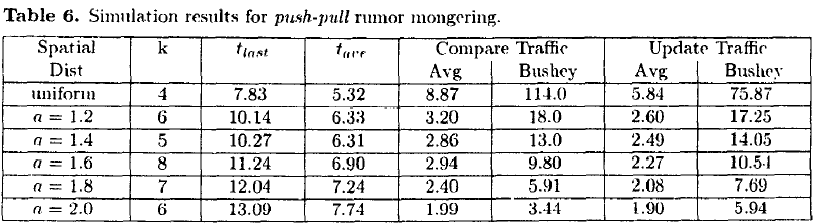 Table 6. Simulation results for push-pull rumor mongering.
Spatial Dist k t_last t_ave Compare Traffic Update Traffic
Avg Bushey Avg Bushey
uniform 4 7.83 5.32 8.87 114.0 5.84 75.87
a = 1.2 6 10.14 6.33 3.20 18.0 2.60 17.25
a = 1.4 5 10.27 6.31 2.86 13.0 2.49 14.05
a = 1.6 8 11.24 6.90 2.94 9.80 2.27 10.54
a = 1.8 7 12.04 7.24 2.40 5.91 2.08 7.69
a = 2.0 6 13.09 7.74 1.99 3.44 1.90 5.94